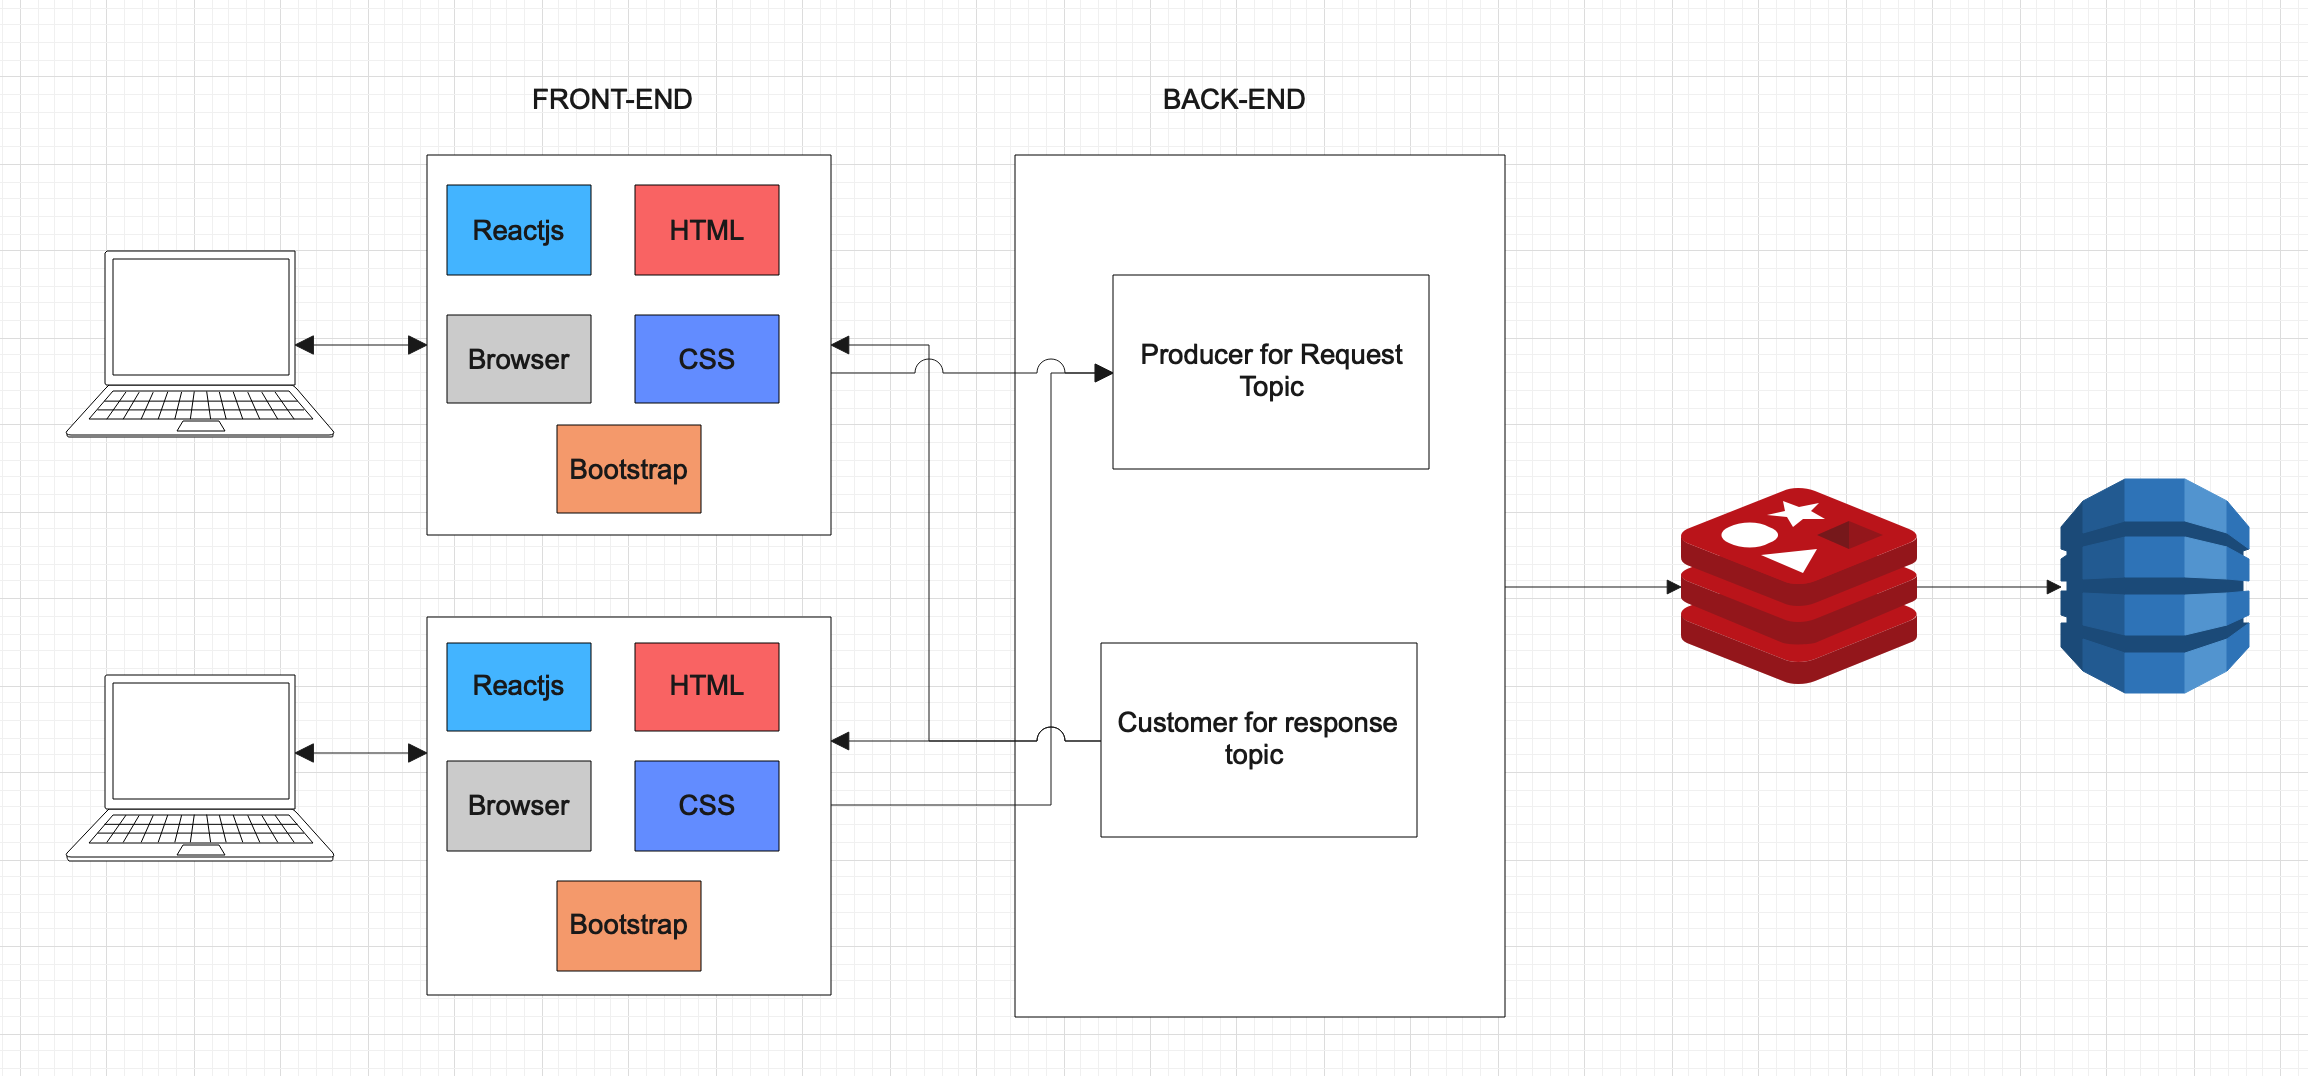 FRONT-END
BACK-END
Reactjs
HTML
Browser
CSS
Bootstrap
Producer for Request
Topic
Reactjs
HTML
Browser
CSS
Bootstrap
Customer for response
topic